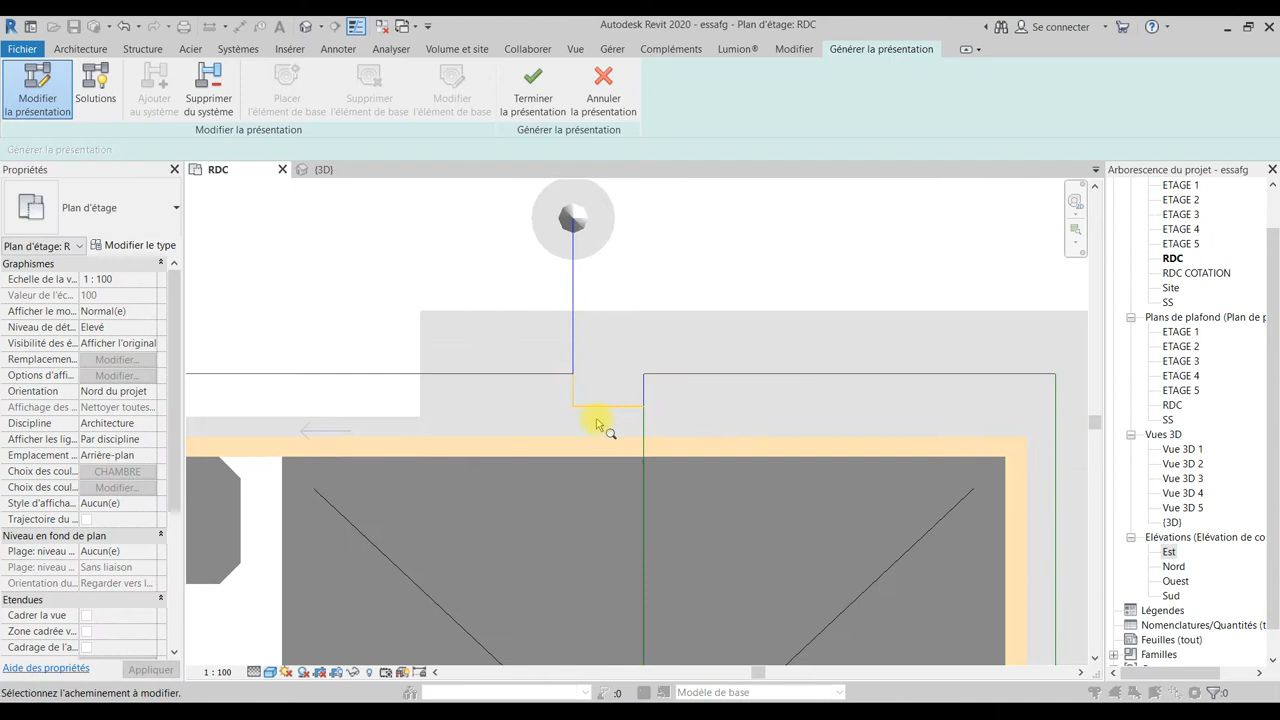 Autodesk Revit 2020 - essafg - Plan d'étage: RDC
Se connecter
Fichier Architecture Structure Acier Systèmes Insérer Annoter Analyser Volume et site Collaborer Vue Gérer Compléments Lumion® Modifier Générer la présentation
Modifier la présentation
Solutions
Ajouter au système
Supprimer du système
Placer l'élément de base
Supprimer l'élément de base
Modifier l'élément de base
Terminer la présentation
Annuler la présentation
Modifier la présentation
Générer la présentation
Générer la présentation
Propriétés
Plan d'étage
Plan d'étage: R
Modifier le type
Graphismes
Echelle de la v... 1 : 100
Valeur de l'éc... 100
Afficher le mo... Normal(e)
Niveau de dét... Elevé
Visibilité des é... Afficher l'original
Remplacemen... Modifier...
Options d'affi... Modifier...
Orientation Nord du projet
Affichage des ... Nettoyer toutes...
Discipline Architecture
Afficher les lig... Par discipline
Emplacement ... Arrière-plan
Choix des coul... CHAMBRE
Choix des coul... Modifier...
Style d'afficha... Aucun(e)
Trajectoire du ...
Niveau en fond de plan
Plage: niveau ... Aucun(e)
Plage: niveau ... Sans liaison
Orientation du... Regarder vers l...
Etendues
Cadrer la vue
Zone cadrée v...
Cadrage de l'a...
Aide des propriétés
Appliquer
RDC
{3D}
1 : 100
Arborescence du projet - essafg
ETAGE 1
ETAGE 2
ETAGE 3
ETAGE 4
ETAGE 5
RDC
RDC COTATION
Site
SS
Plans de plafond (Plan de p
ETAGE 1
ETAGE 2
ETAGE 3
ETAGE 4
ETAGE 5
RDC
SS
Vues 3D
Vue 3D 1
Vue 3D 2
Vue 3D 3
Vue 3D 4
Vue 3D 5
{3D}
Elévations (Elévation de co
Est
Nord
Ouest
Sud
Légendes
Nomenclatures/Quantités (t
Feuilles (tout)
Familles
Sélectionnez l'acheminement à modifier.
:0
Modèle de base
:0